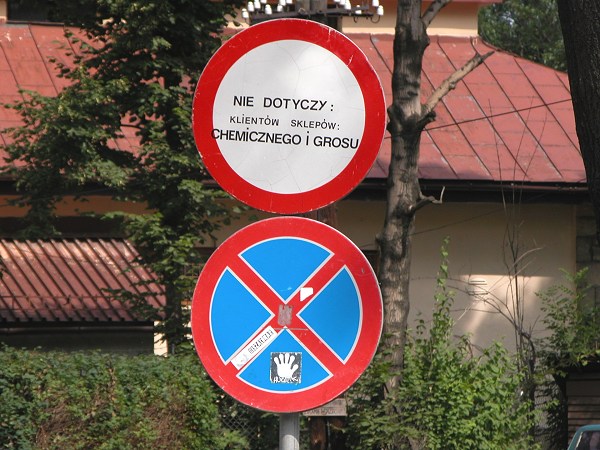 NIE DOTYCZY:
KLIENTÓW SKLEPÓW:
CHEMICZNEGO i GROSU